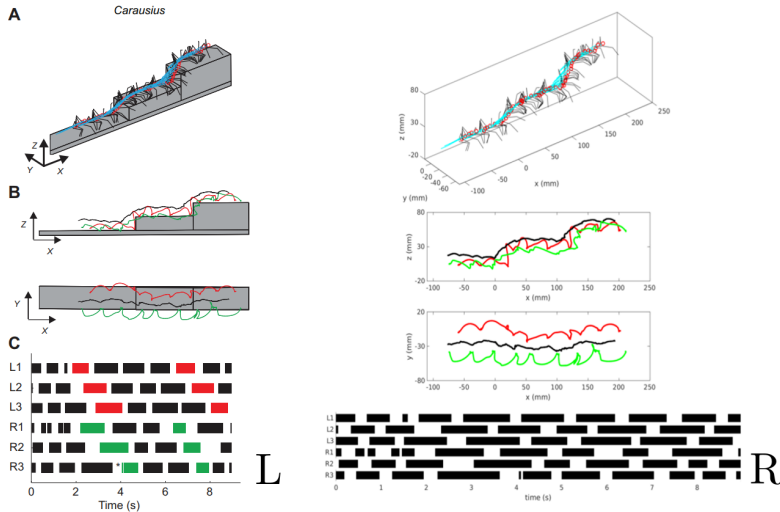 Carausius
A
Z
Y
X
80
30
-20
z (mm)
0
-20
-40
-60
y (mm)
-100
-50
0
50
100
150
200
250
x (mm)
B
Z
X
80
30
-20
z (mm)
-100
-50
0
50
100
150
200
250
x (mm)
Y
X
20
-30
-80
y (mm)
-100
-50
0
50
100
150
200
250
x (mm)
C
L1
L2
L3
R1
R2
R3
*
0 2 4 6 8
Time (s)
L
L1
L2
L3
R1
R2
R3
0 1 2 3 4 5 6 7 8
time (s)
R